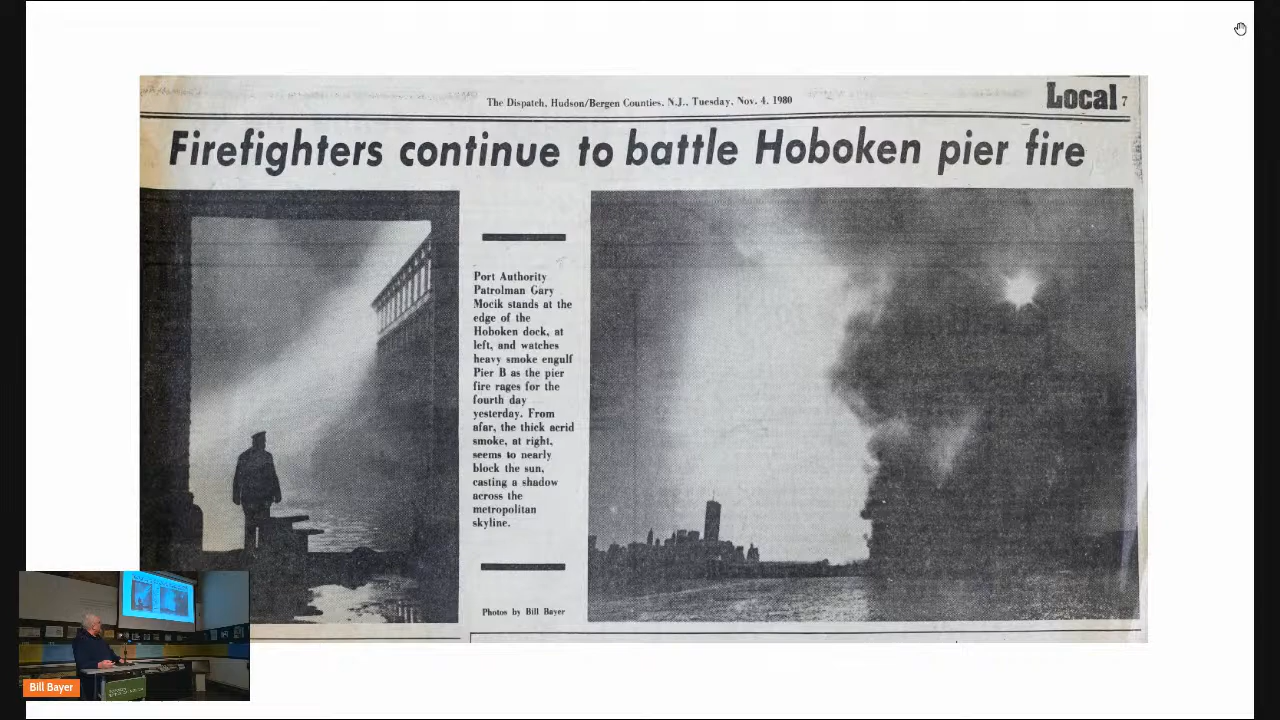 The Dispatch, Hudson/Bergen Counties. N.J., Tuesday, Nov. 4, 1980
Local 7
Firefighters continue to battle Hoboken pier fire
Port Authority
Patrolman Gary
Mocik stands at the
edge of the
Hoboken dock, at
left, and watches
heavy smoke engulf
Pier B as the pier
fire rages for the
fourth day
yesterday. From
afar, the thick acrid
smoke, at right,
seems to nearly
block the sun,
casting a shadow
across the
metropolitan
skyline.
Photos by Bill Bayer
Bill Bayer